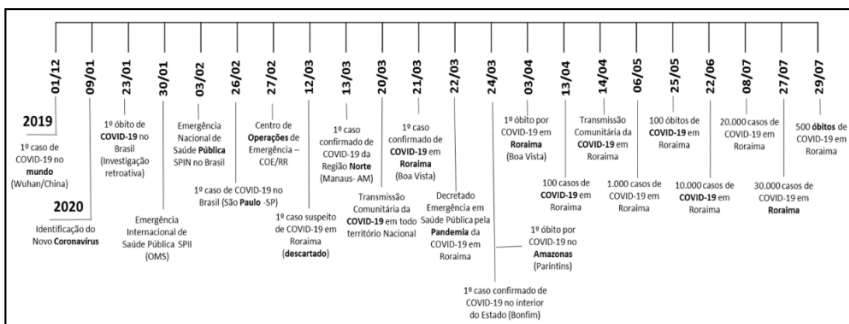 01/12
09/01
23/01
30/01
03/02
26/02
27/02
12/03
13/03
20/03
21/03
22/03
24/03
03/04
13/04
14/04
06/05
25/05
22/06
08/07
27/07
29/07
2019
1º caso de
COVID-19 no
mundo
(Wuhan/China)
2020
Identificação do
Novo Coronavírus
1º óbito de
COVID-19 no
Brasil
(Investigação
retroativa)
Emergência
Internacional de
Saúde Pública SPII
(OMS)
Emergência
Nacional de
Saúde Pública
SPIN no Brasil
1º caso de COVID-19 no
Brasil (São Paulo -SP)
Centro de
Operações de
Emergência –
COE/RR
1º caso suspeito
de COVID-19 em
Roraima
(descartado)
1º caso
confirmado de
COVID-19 da
Região Norte
(Manaus- AM)
Transmissão
Comunitária da
COVID-19 em todo
território Nacional
1º caso
confirmado de
COVID-19 em
Roraima
(Boa Vista)
Decretado
Emergência em
Saúde Pública pela
Pandemia da
COVID-19 em
Roraima
1º caso confirmado de
COVID-19 no interior
do Estado (Bonfim)
1º óbito por
COVID-19 em
Roraima
(Boa Vista)
1º óbito por
COVID-19 no
Amazonas
(Parintins)
100 casos de
COVID-19 em
Roraima
Transmissão
Comunitária da
COVID-19 em
Roraima
1.000 casos de
COVID-19 em
Roraima
100 óbitos de
COVID-19 em
Roraima
10.000 casos de
COVID-19 em
Roraima
20.000 casos de
COVID-19 em
Roraima
30.000 casos de
COVID-19 em
Roraima
500 óbitos de
COVID-19 em
Roraima